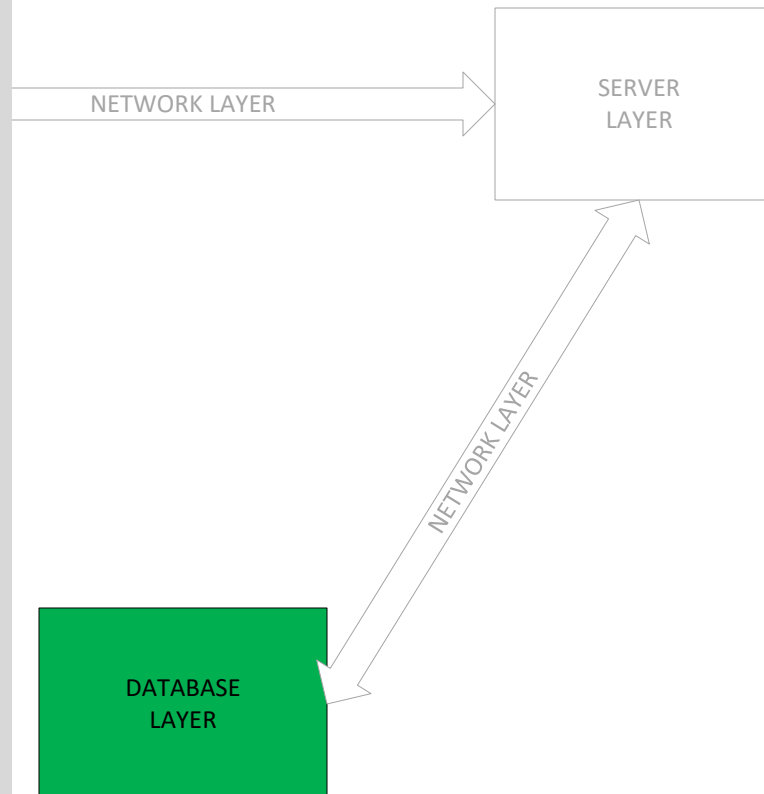 NETWORK LAYER
SERVER
LAYER
NETWORK LAYER
DATABASE
LAYER